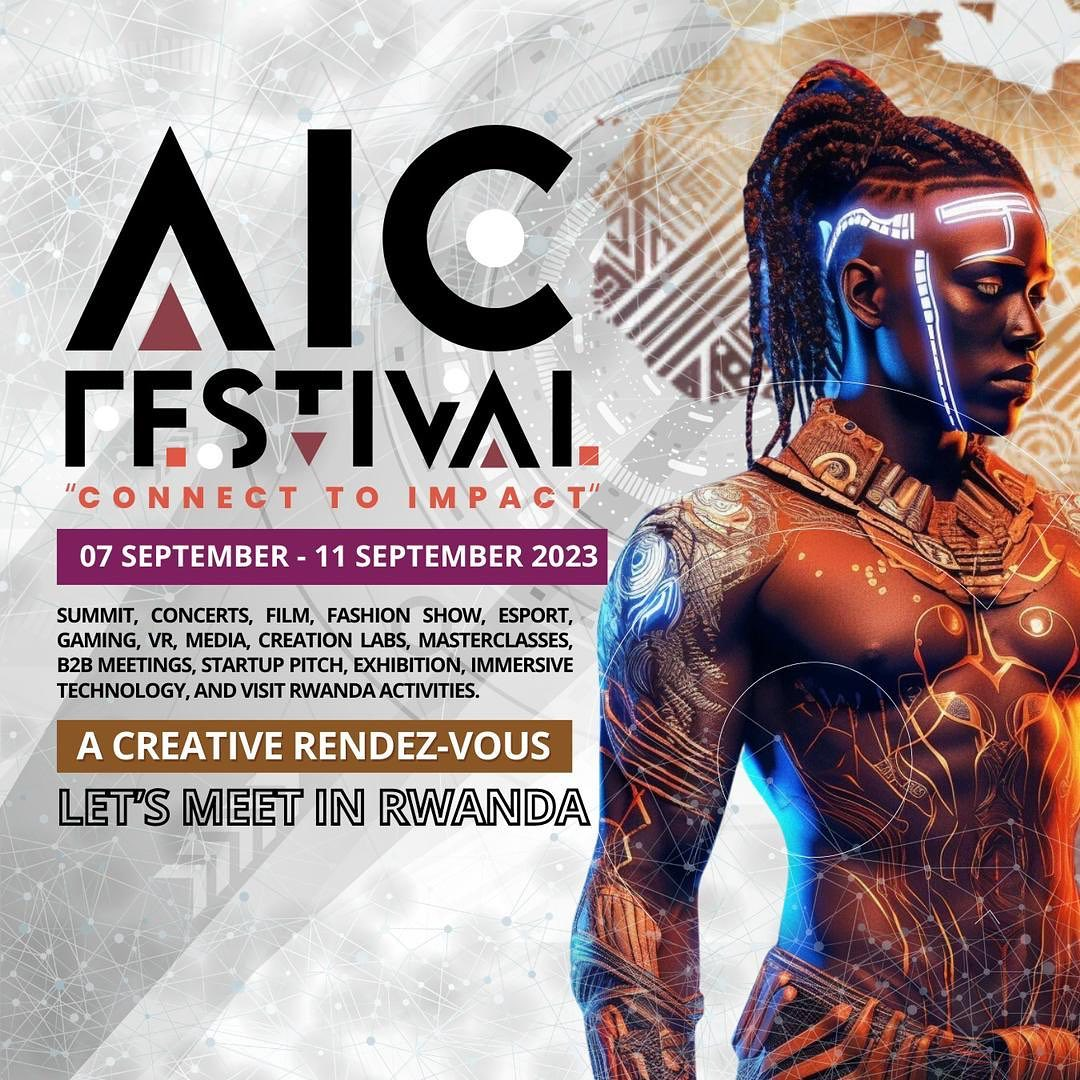 AIC
FESTIVAL
"CONNECT TO IMPACT"
07 SEPTEMBER - 11 SEPTEMBER 2023
SUMMIT, CONCERTS, FILM, FASHION SHOW, ESPORT,
GAMING, VR, MEDIA, CREATION LABS, MASTERCLASSES,
B2B MEETINGS, STARTUP PITCH, EXHIBITION, IMMERSIVE
TECHNOLOGY, AND VISIT RWANDA ACTIVITIES.
A CREATIVE RENDEZ-VOUS
LET'S MEET IN RWANDA